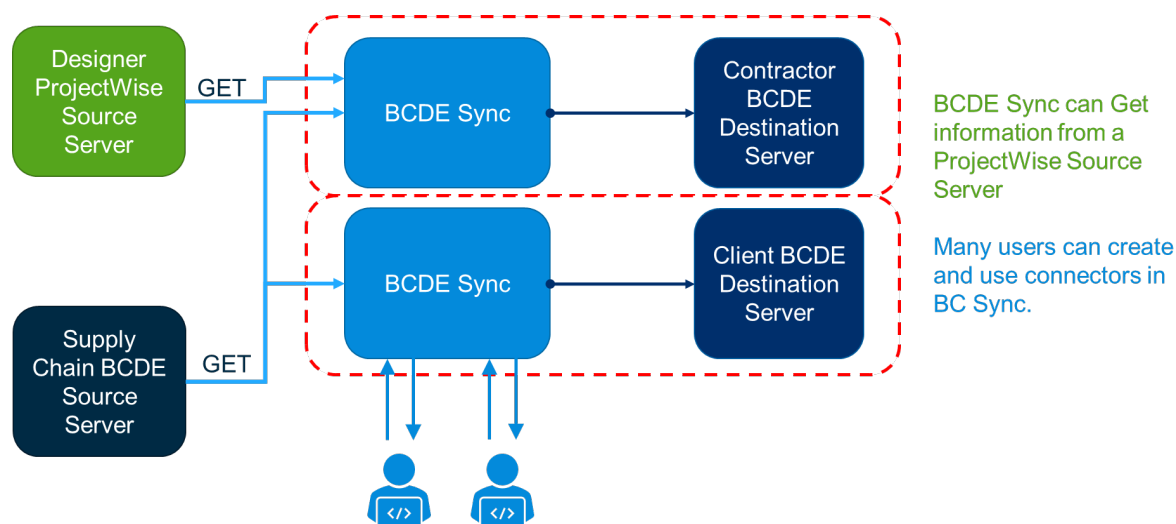 Designer
ProjectWise
Source
Server
GET
BCDE Sync
Contractor
BCDE
Destination
Server
BCDE Sync can Get
information from a
ProjectWise Source
Server
BCDE Sync
Client BCDE
Destination
Server
Many users can create
and use connectors in
BC Sync.
Supply
Chain BCDE
Source
Server
GET
</>
</>